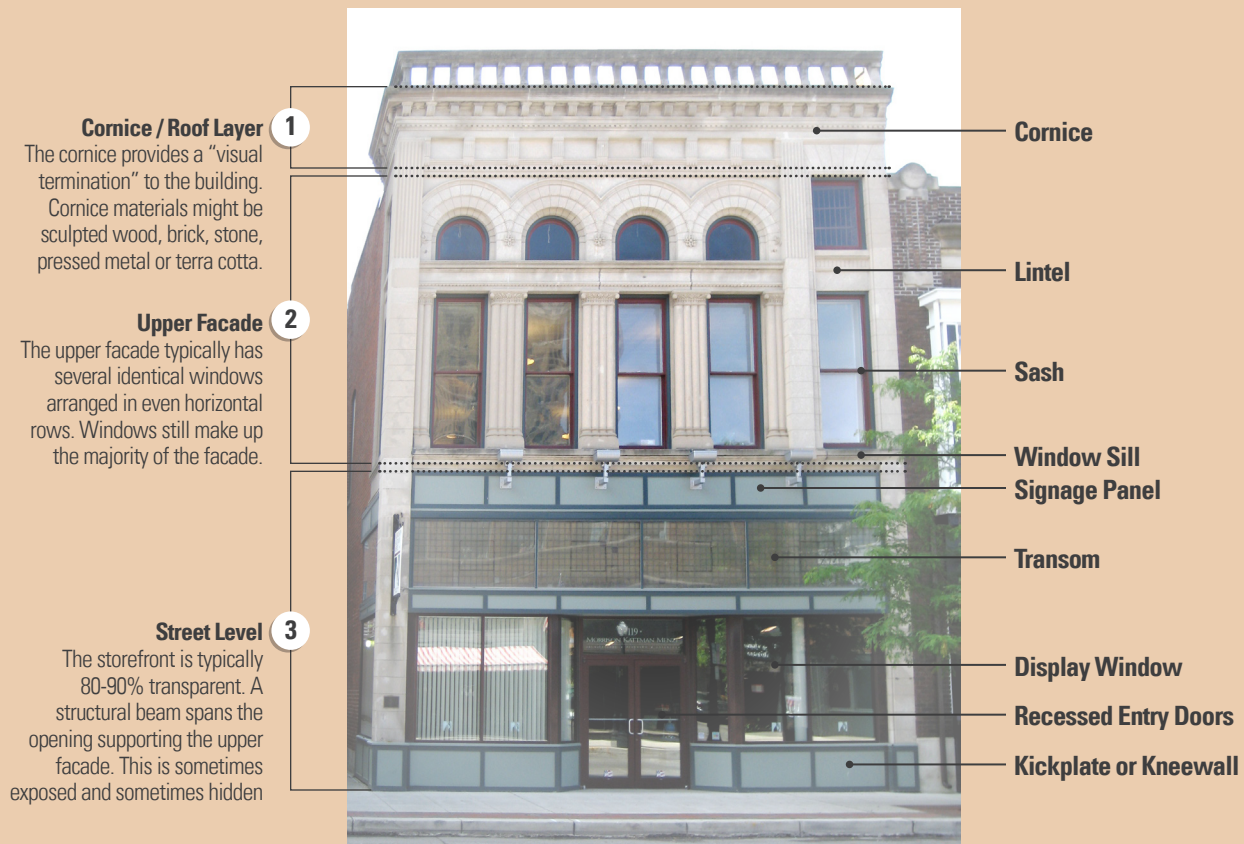 Cornice / Roof Layer 1
The cornice provides a “visual
termination” to the building.
Cornice materials might be
sculpted wood, brick, stone,
pressed metal or terra cotta.
Upper Facade 2
The upper facade typically has
several identical windows
arranged in even horizontal
rows. Windows still make up
the majority of the facade.
Street Level 3
The storefront is typically
80-90% transparent. A
structural beam spans the
opening supporting the upper
facade. This is sometimes
exposed and sometimes hidden
119
Cornice
Lintel
Sash
Window Sill
Signage Panel
Transom
Display Window
Recessed Entry Doors
Kickplate or Kneewall